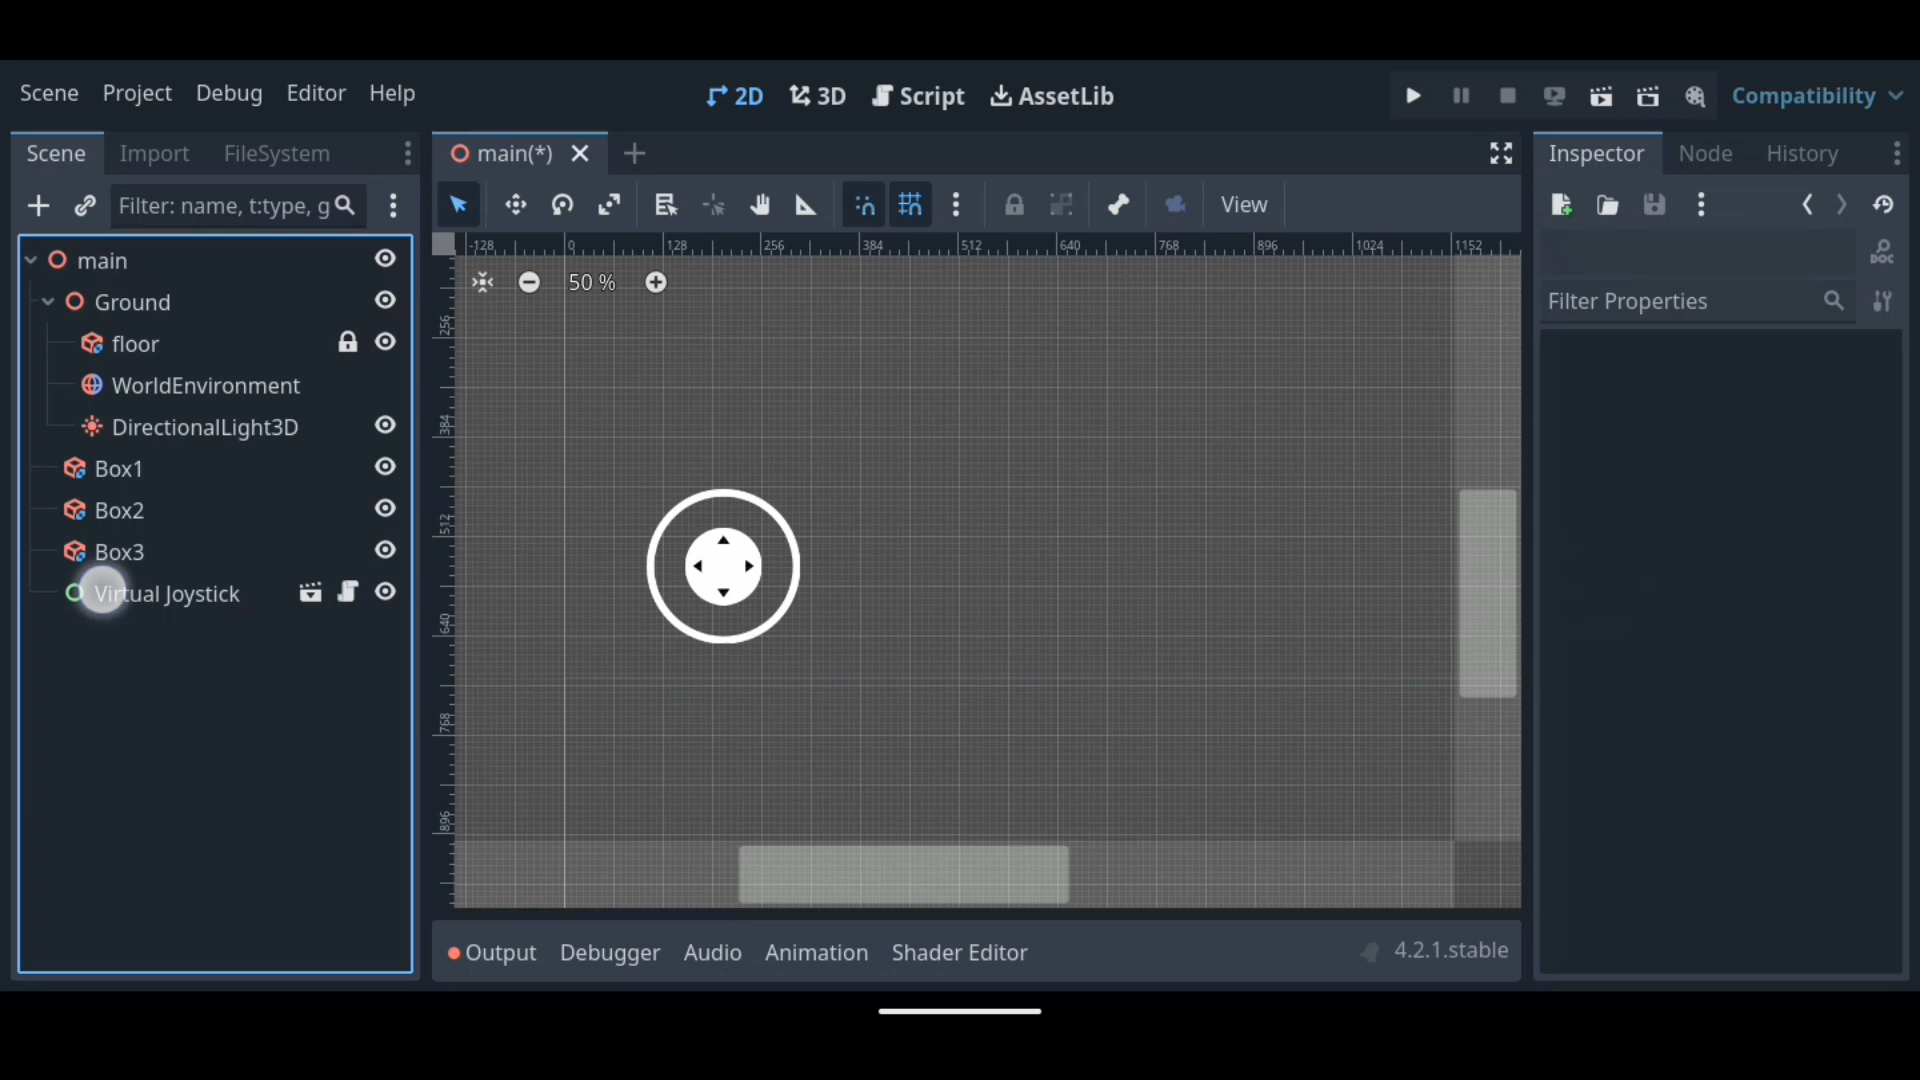 Scene Project Debug Editor Help
2D 3D Script AssetLib
Compatibility
Scene Import FileSystem
main(*)
Inspector Node History
Filter: name, t:type, g
View
-128 0 128 256 384 512 640 768 896 1024 1152
DOC
50 %
Filter Properties
main
Ground
floor
WorldEnvironment
DirectionalLight3D
Box1
Box2
Box3
Virtual Joystick
256
384
512
640
768
896
Output Debugger Audio Animation Shader Editor
4.2.1.stable